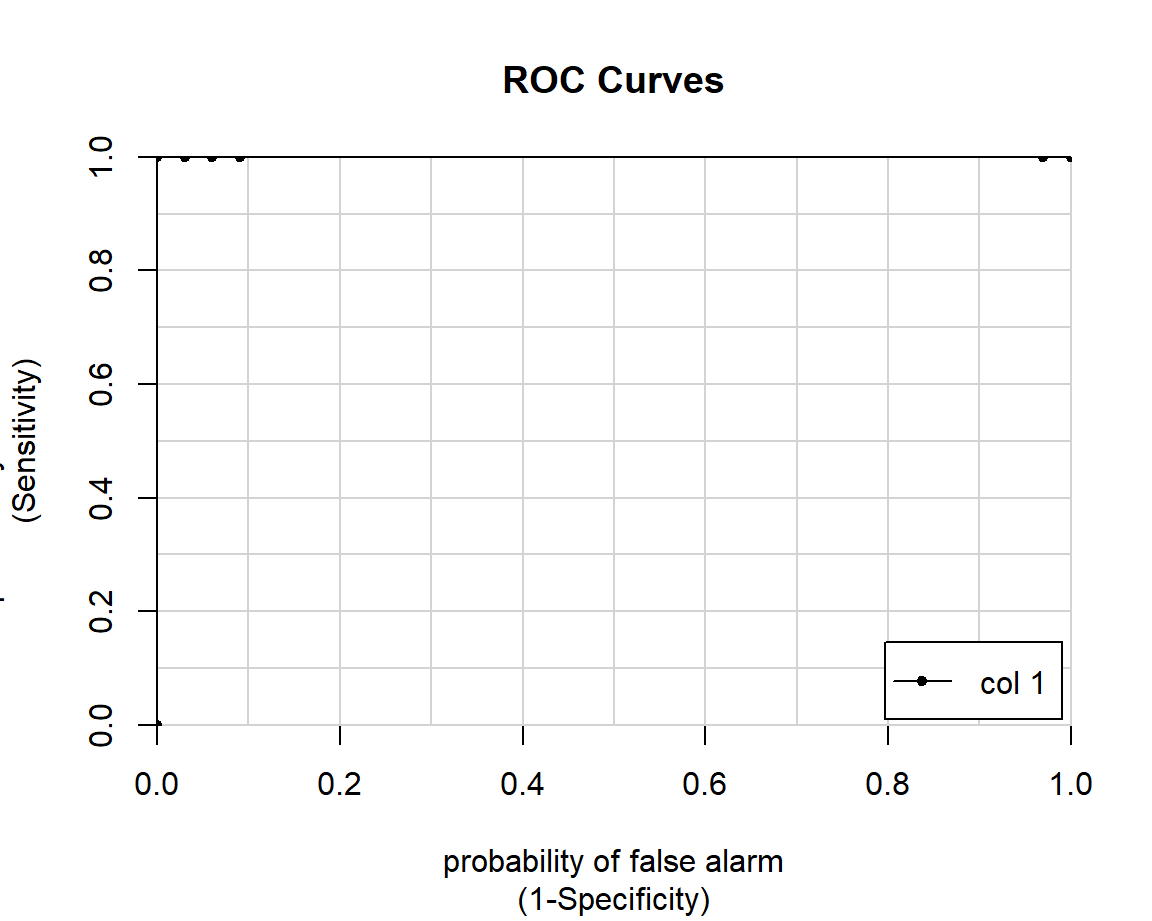 ROC Curves
(Sensitivity)
1.0
0.8
0.6
0.4
0.2
0.0
col 1
0.0 0.2 0.4 0.6 0.8 1.0
probability of false alarm
(1-Specificity)